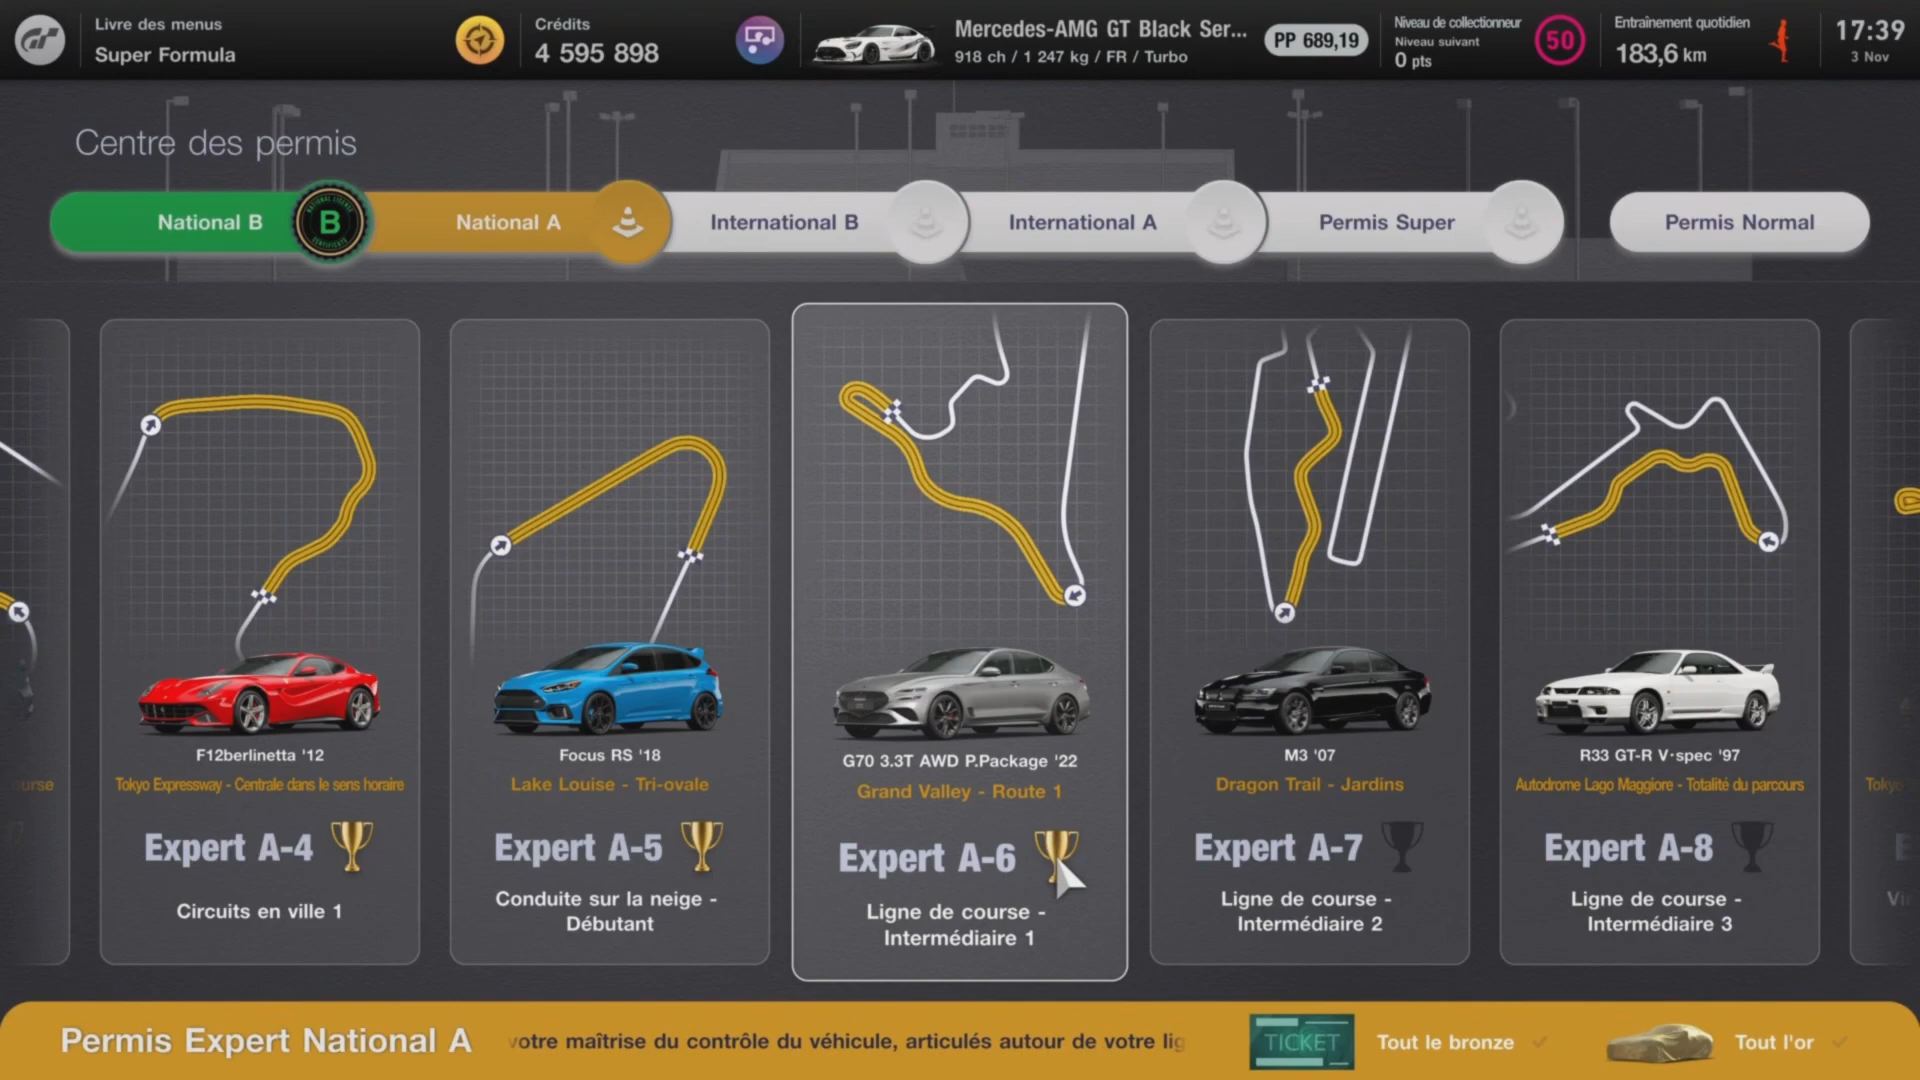 Livre des menus
Super Formula
Crédits
4 595 898
Mercedes-AMG GT Black Ser...
918 ch / 1 247 kg / FR / Turbo
PP 689,19
Niveau de collectionneur
Niveau suivant
0 pts
50
Entraînement quotidien
183,6 km
17:39
3 Nov
Centre des permis
National B
B
National A
International B
International A
Permis Super
Permis Normal
F12berlinetta '12
Tokyo Expressway - Centrale dans le sens horaire
Expert A-4
Circuits en ville 1
Focus RS '18
Lake Louise - Tri-ovale
Expert A-5
Conduite sur la neige -
Débutant
G70 3.3T AWD P.Package '22
Grand Valley - Route 1
Expert A-6
Ligne de course -
Intermédiaire 1
M3 '07
Dragon Trail - Jardins
Expert A-7
Ligne de course -
Intermédiaire 2
R33 GT-R V·spec '97
Autodrome Lago Maggiore - Totalité du parcours
Expert A-8
Ligne de course -
Intermédiaire 3
Tokyo
Permis Expert National A
votre maîtrise du contrôle du véhicule, articulés autour de votre lig
TICKET
Tout le bronze
Tout l'or